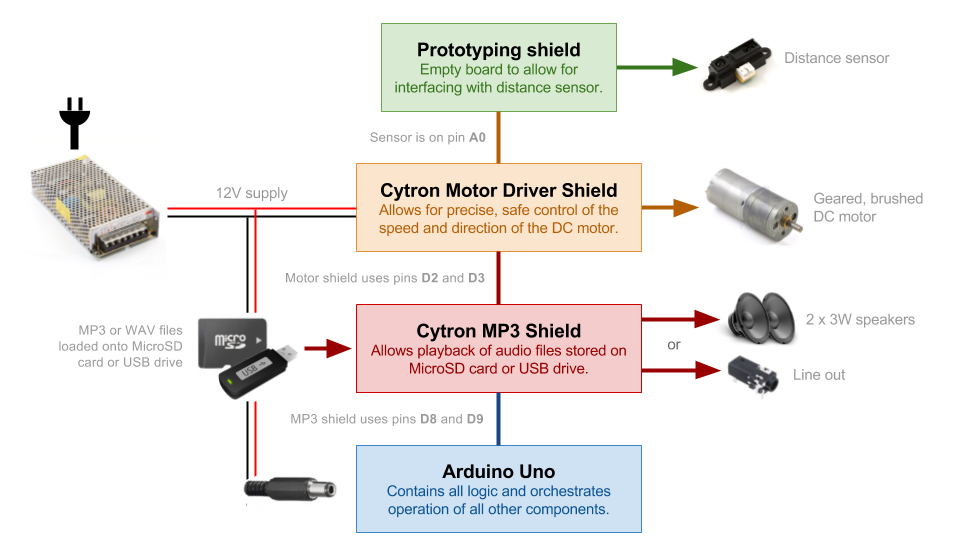 Prototyping shield
Empty board to allow for
interfacing with distance sensor.
Distance sensor
Sensor is on pin A0
12V supply
Cytron Motor Driver Shield
Allows for precise, safe control of the
speed and direction of the DC motor.
Geared, brushed
DC motor
Motor shield uses pins D2 and D3
MP3 or WAV files
loaded onto MicroSD
card or USB drive
micro
USB
Cytron MP3 Shield
Allows playback of audio files stored on
MicroSD card or USB drive.
2 x 3W speakers
or
Line out
MP3 shield uses pins D8 and D9
Arduino Uno
Contains all logic and orchestrates
operation of all other components.